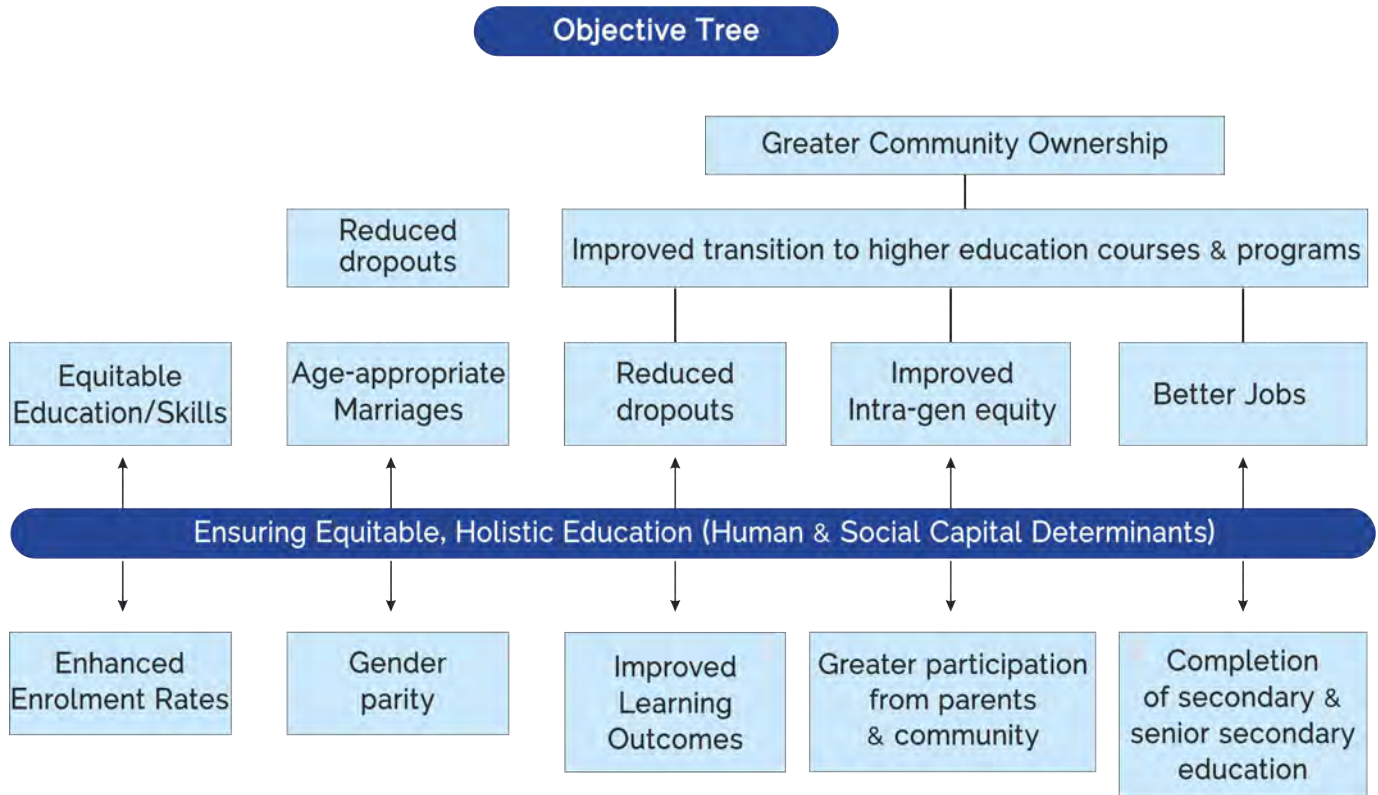 Objective Tree
Greater Community Ownership
Reduced
dropouts
Improved transition to higher education courses & programs
Equitable
Education/Skills
Age-appropriate
Marriages
Reduced
dropouts
Improved
Intra-gen equity
Better Jobs
Ensuring Equitable, Holistic Education (Human & Social Capital Determinants)
Enhanced
Enrolment Rates
Gender
parity
Improved
Learning
Outcomes
Greater participation
from parents
& community
Completion
of secondary &
senior secondary
education